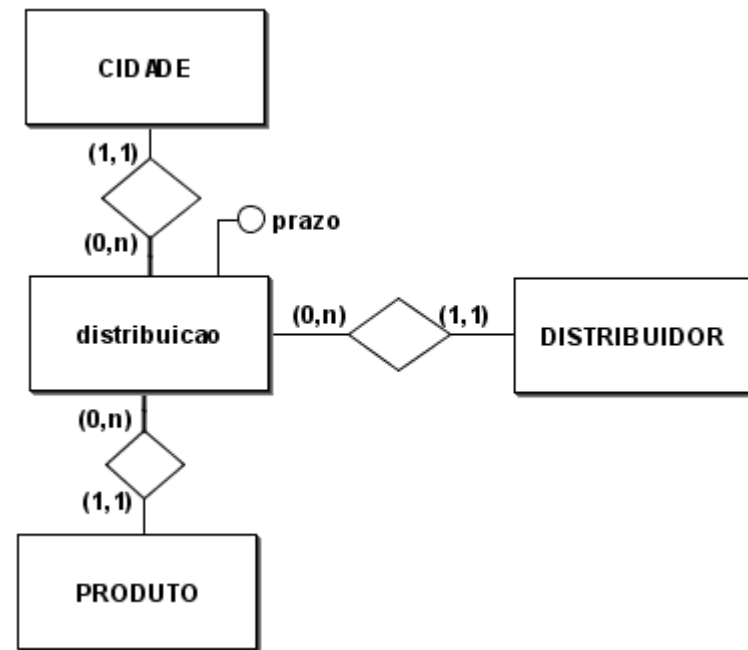 CIDADE
(1,1)
(0,n)
prazo
distribuicao
(0,n)
(1,1)
DISTRIBUIDOR
(0,n)
(1,1)
PRODUTO